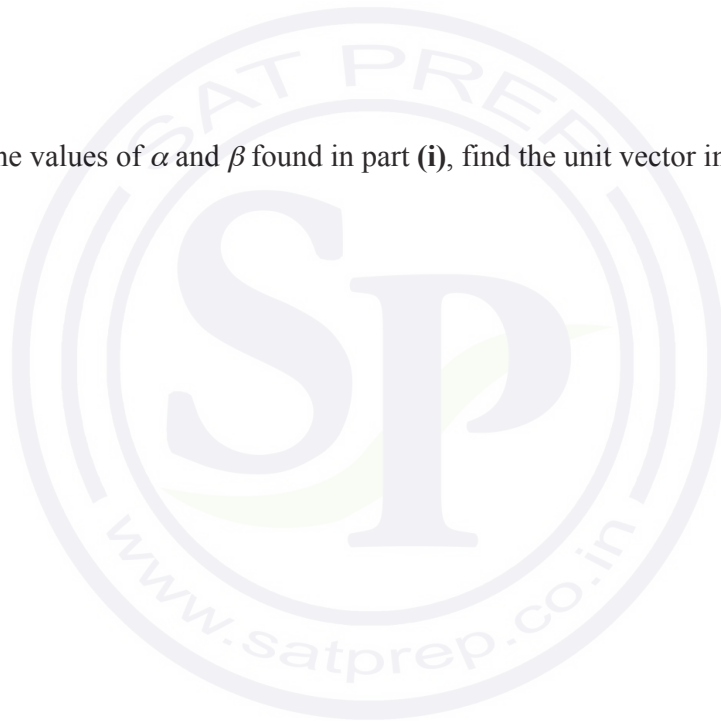 SAT PREP
he values of α and β found in part (i), find the unit vector in
SP
www.satprep.co.in